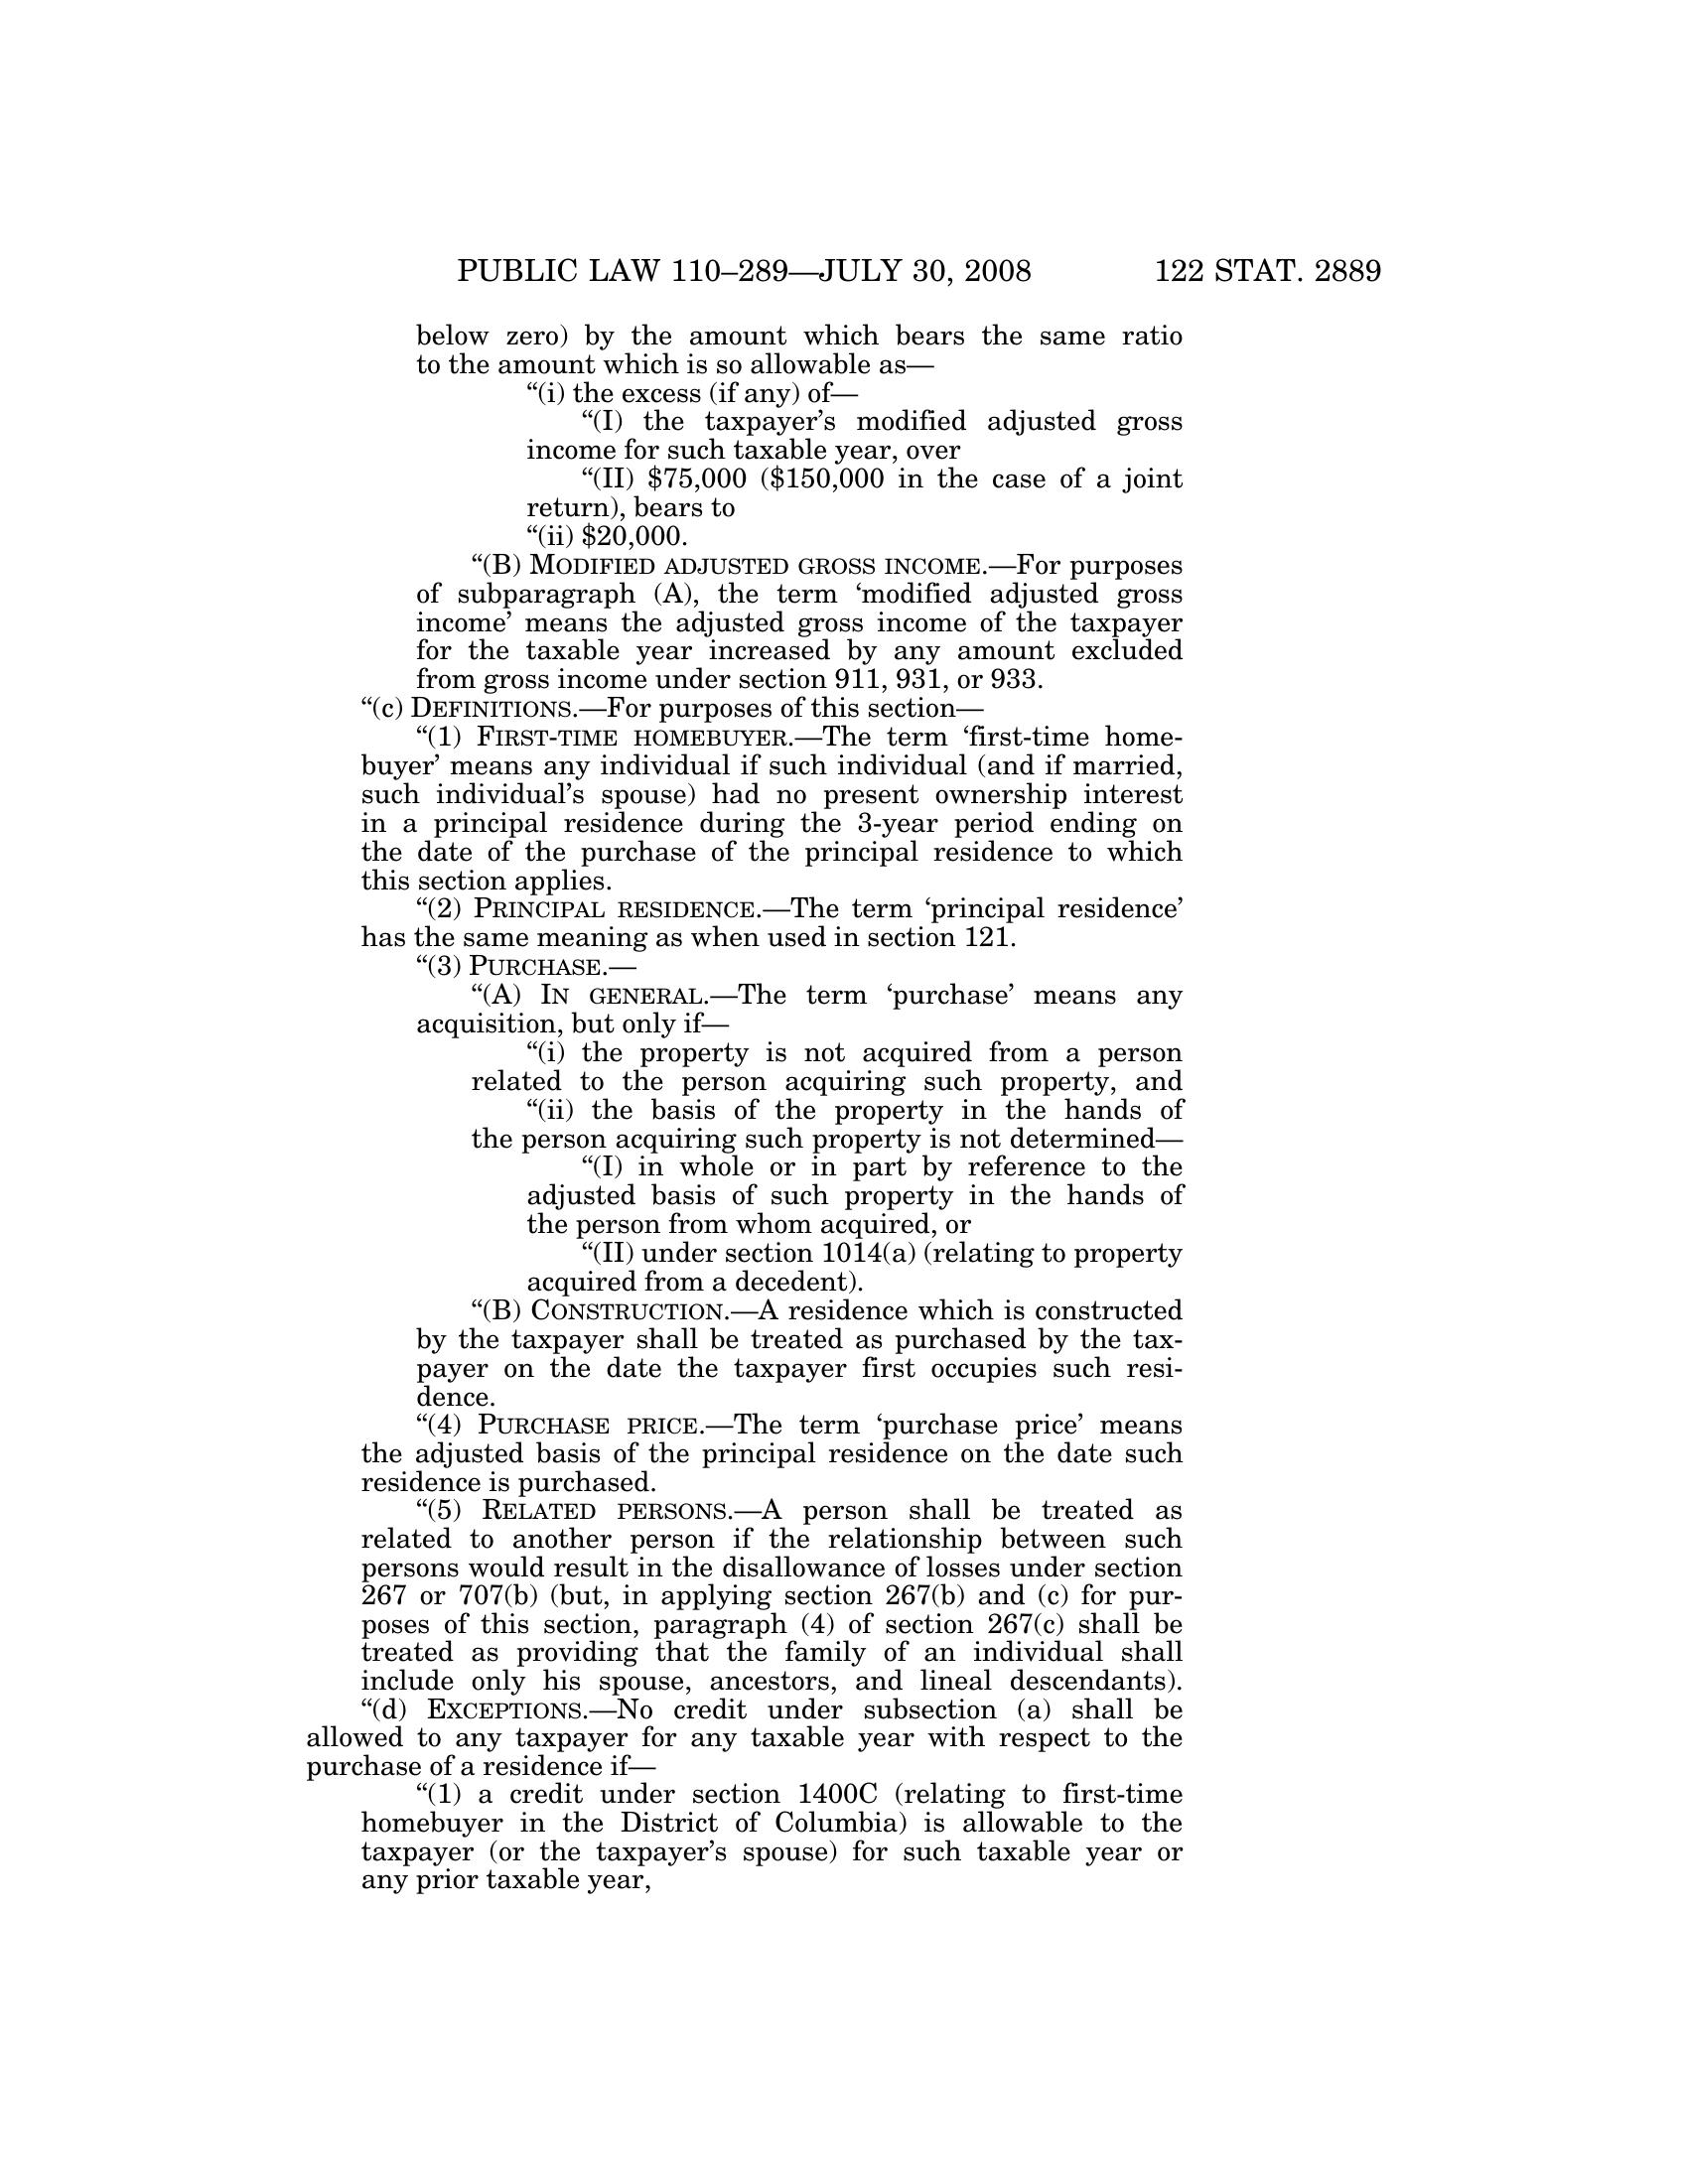 PUBLIC LAW 110–289—JULY 30, 2008 122 STAT. 2889
below zero) by the amount which bears the same ratio
to the amount which is so allowable as—
“(i) the excess (if any) of—
“(I) the taxpayer’s modified adjusted gross
income for such taxable year, over
“(II) $75,000 ($150,000 in the case of a joint
return), bears to
“(ii) $20,000.
“(B) MODIFIED ADJUSTED GROSS INCOME.—For purposes
of subparagraph (A), the term ‘modified adjusted gross
income’ means the adjusted gross income of the taxpayer
for the taxable year increased by any amount excluded
from gross income under section 911, 931, or 933.
“(c) DEFINITIONS.—For purposes of this section—
“(1) FIRST-TIME HOMEBUYER.—The term ‘first-time home-
buyer’ means any individual if such individual (and if married,
such individual’s spouse) had no present ownership interest
in a principal residence during the 3-year period ending on
the date of the purchase of the principal residence to which
this section applies.
“(2) PRINCIPAL RESIDENCE.—The term ‘principal residence’
has the same meaning as when used in section 121.
“(3) PURCHASE.—
“(A) IN GENERAL.—The term ‘purchase’ means any
acquisition, but only if—
“(i) the property is not acquired from a person
related to the person acquiring such property, and
“(ii) the basis of the property in the hands of
the person acquiring such property is not determined—
“(I) in whole or in part by reference to the
adjusted basis of such property in the hands of
the person from whom acquired, or
“(II) under section 1014(a) (relating to property
acquired from a decedent).
“(B) CONSTRUCTION.—A residence which is constructed
by the taxpayer shall be treated as purchased by the tax-
payer on the date the taxpayer first occupies such resi-
dence.
“(4) PURCHASE PRICE.—The term ‘purchase price’ means
the adjusted basis of the principal residence on the date such
residence is purchased.
“(5) RELATED PERSONS.—A person shall be treated as
related to another person if the relationship between such
persons would result in the disallowance of losses under section
267 or 707(b) (but, in applying section 267(b) and (c) for pur-
poses of this section, paragraph (4) of section 267(c) shall be
treated as providing that the family of an individual shall
include only his spouse, ancestors, and lineal descendants).
“(d) EXCEPTIONS.—No credit under subsection (a) shall be
allowed to any taxpayer for any taxable year with respect to the
purchase of a residence if—
“(1) a credit under section 1400C (relating to first-time
homebuyer in the District of Columbia) is allowable to the
taxpayer (or the taxpayer’s spouse) for such taxable year or
any prior taxable year,